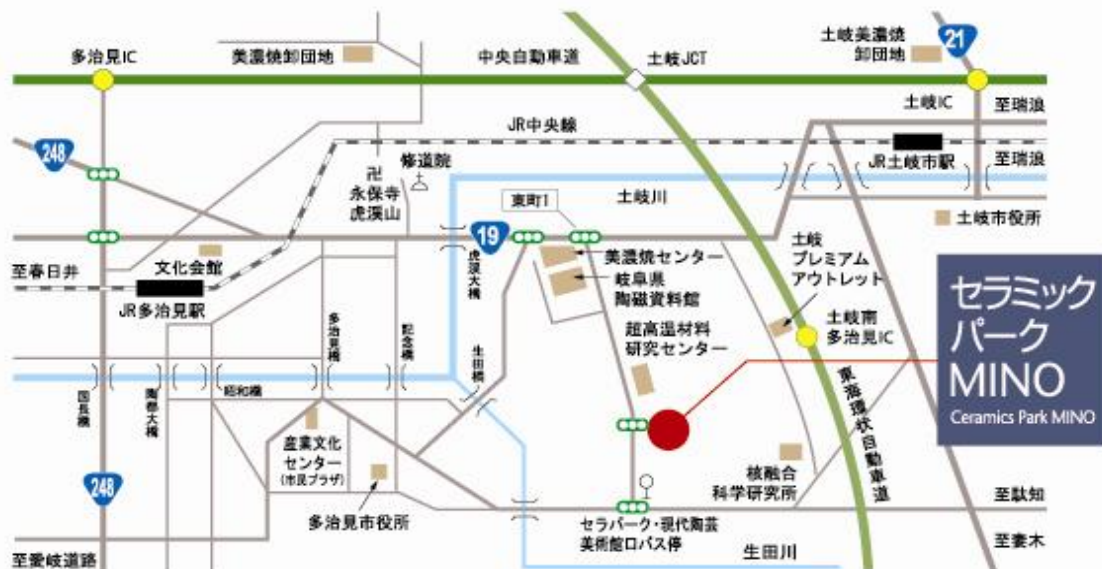 多治見IC
美濃焼卸団地
中央自動車道
土岐JCT
土岐美濃焼
卸団地
21
土岐IC
至瑞浪
JR中央線
248
修道院
JR土岐市駅
至瑞浪
卍
永保寺
虎渓山
東町1
土岐川
19
土岐市役所
美濃焼センター
土岐
プレミアム
アウトレット
至春日井
文化会館
虎渓大橋
岐阜県
陶磁資料館
JR多治見駅
多治見橋
記念橋
超高温材料
研究センター
土岐南
多治見IC
セラミック
パーク
MINO
Ceramics Park MINO
生田橋
国長橋
陶都大橋
昭和橋
東海環状自動車道
産業文化
センター
(市民プラザ)
248
核融合
科学研究所
至駄知
多治見市役所
セラパーク・現代陶芸
美術館口バス停
生田川
至妻木
至愛岐道路